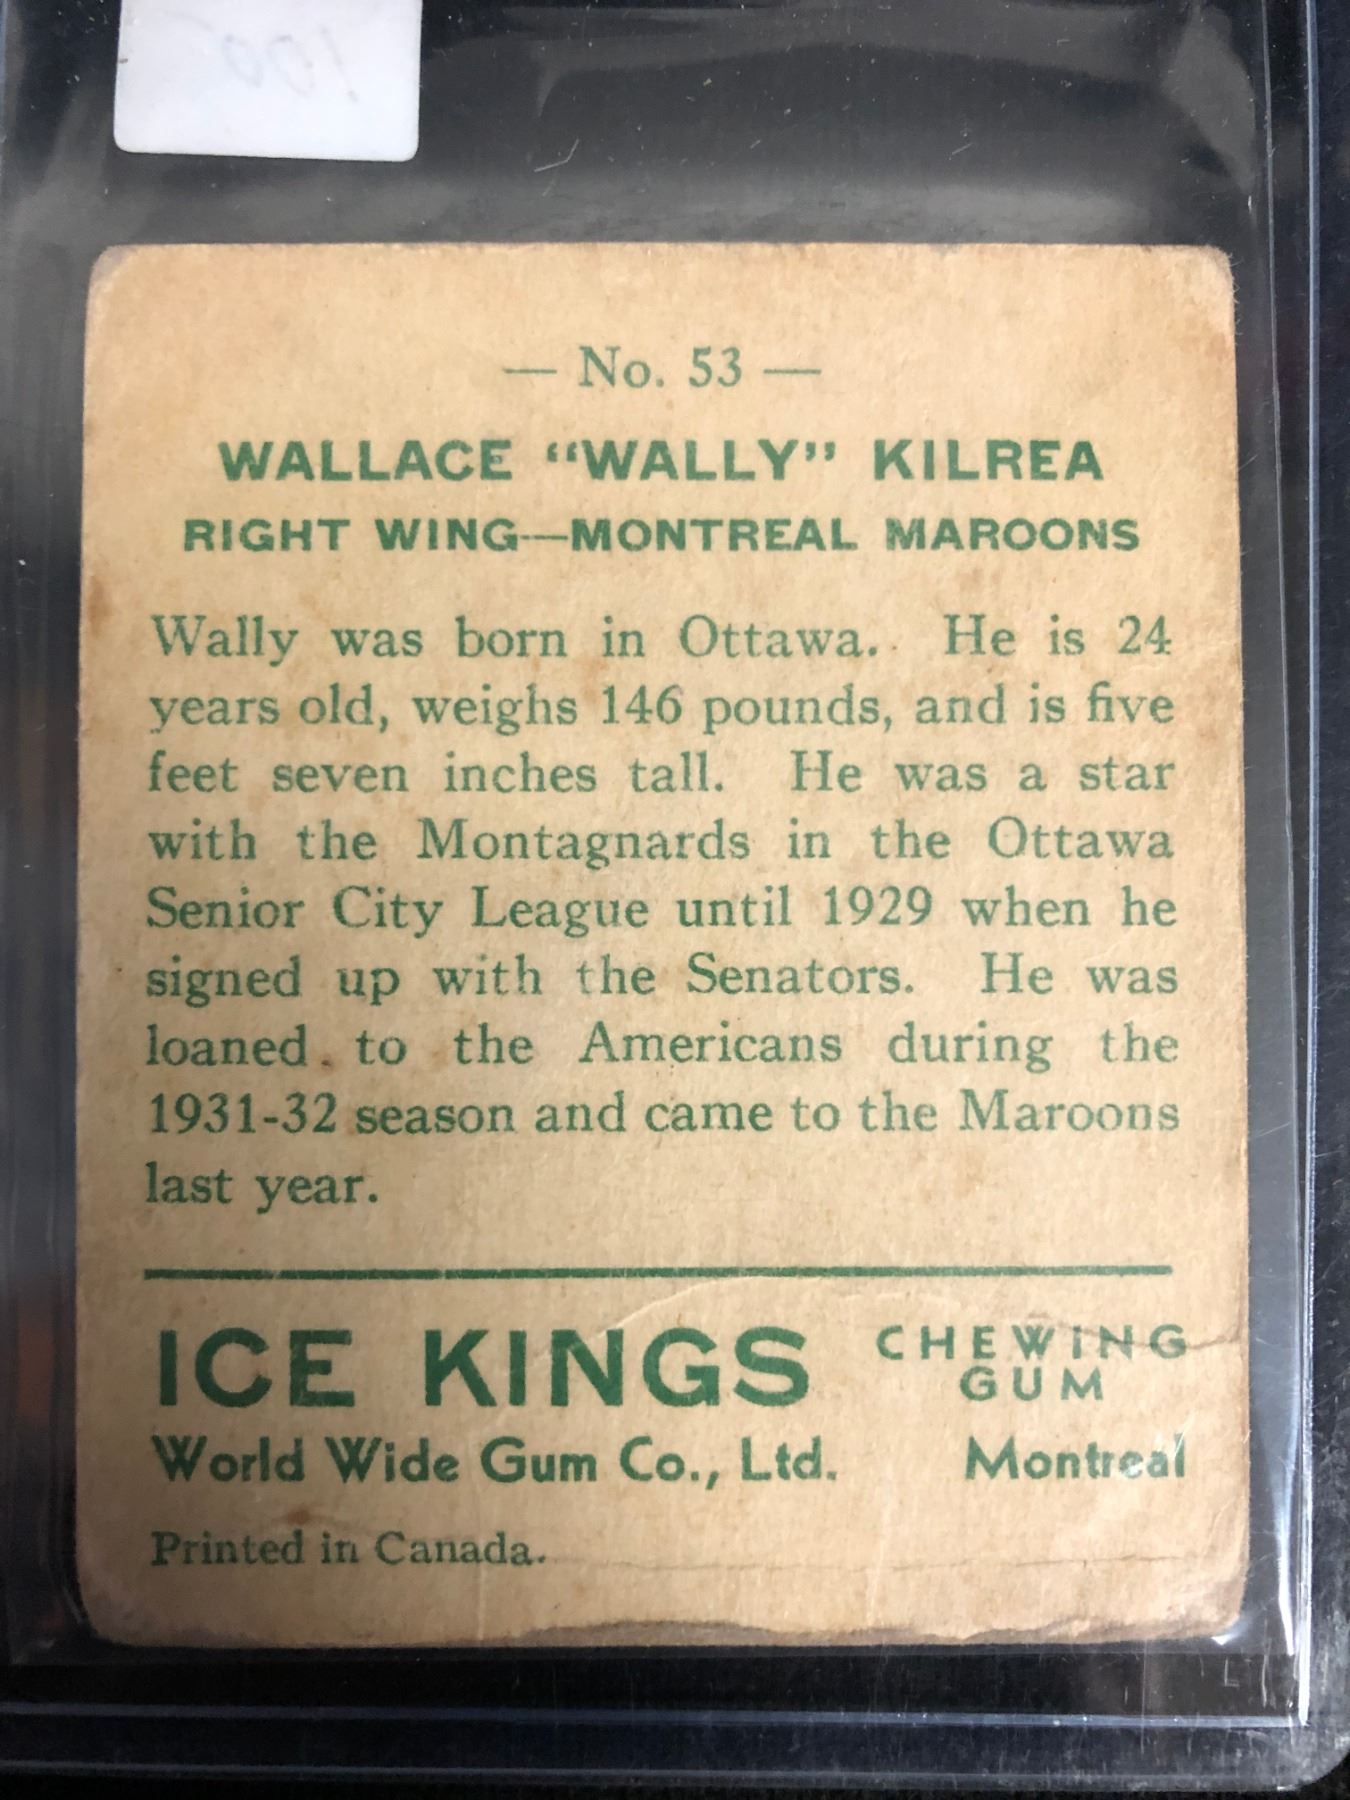 100
— No. 53 —
WALLACE "WALLY" KILREA
RIGHT WING—MONTREAL MAROONS
Wally was born in Ottawa. He is 24
years old, weighs 146 pounds, and is five
feet seven inches tall. He was a star
with the Montagnards in the Ottawa
Senior City League until 1929 when he
signed up with the Senators. He was
loaned to the Americans during the
1931-32 season and came to the Maroons
last year.
ICE KINGS CHEWING
GUM
World Wide Gum Co., Ltd. Montreal
Printed in Canada.